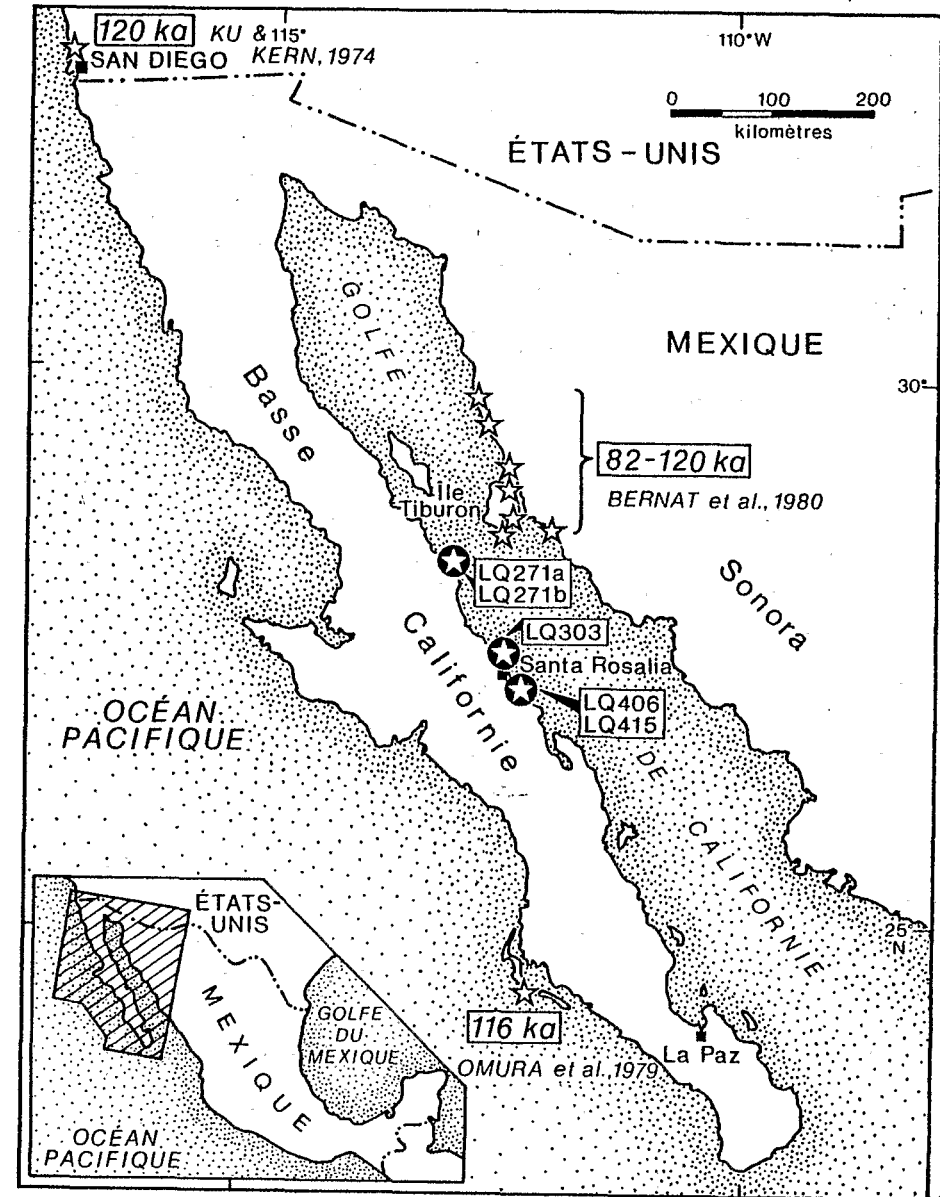 120 ka KU & 115°
SAN DIEGO KERN, 1974
110°W
0 100 200
kilomètres
ÉTATS-UNIS
GOLFE
MEXIQUE
30°
Basse
82-120 ka
Ile
Tiburon
BERNAT et al., 1980
LQ271a
LQ271b
Sonora
LQ303
Santa Rosalia
Californie
LQ406
LQ415
OCÉAN
PACIFIQUE
DE
CALIFORNIE
25
N
116 ka
OMURA et al., 1979
La Paz
ÉTATS-
UNIS
MEXIQUE
GOLFE
DU
MEXIQUE
OCÉAN
PACIFIQUE